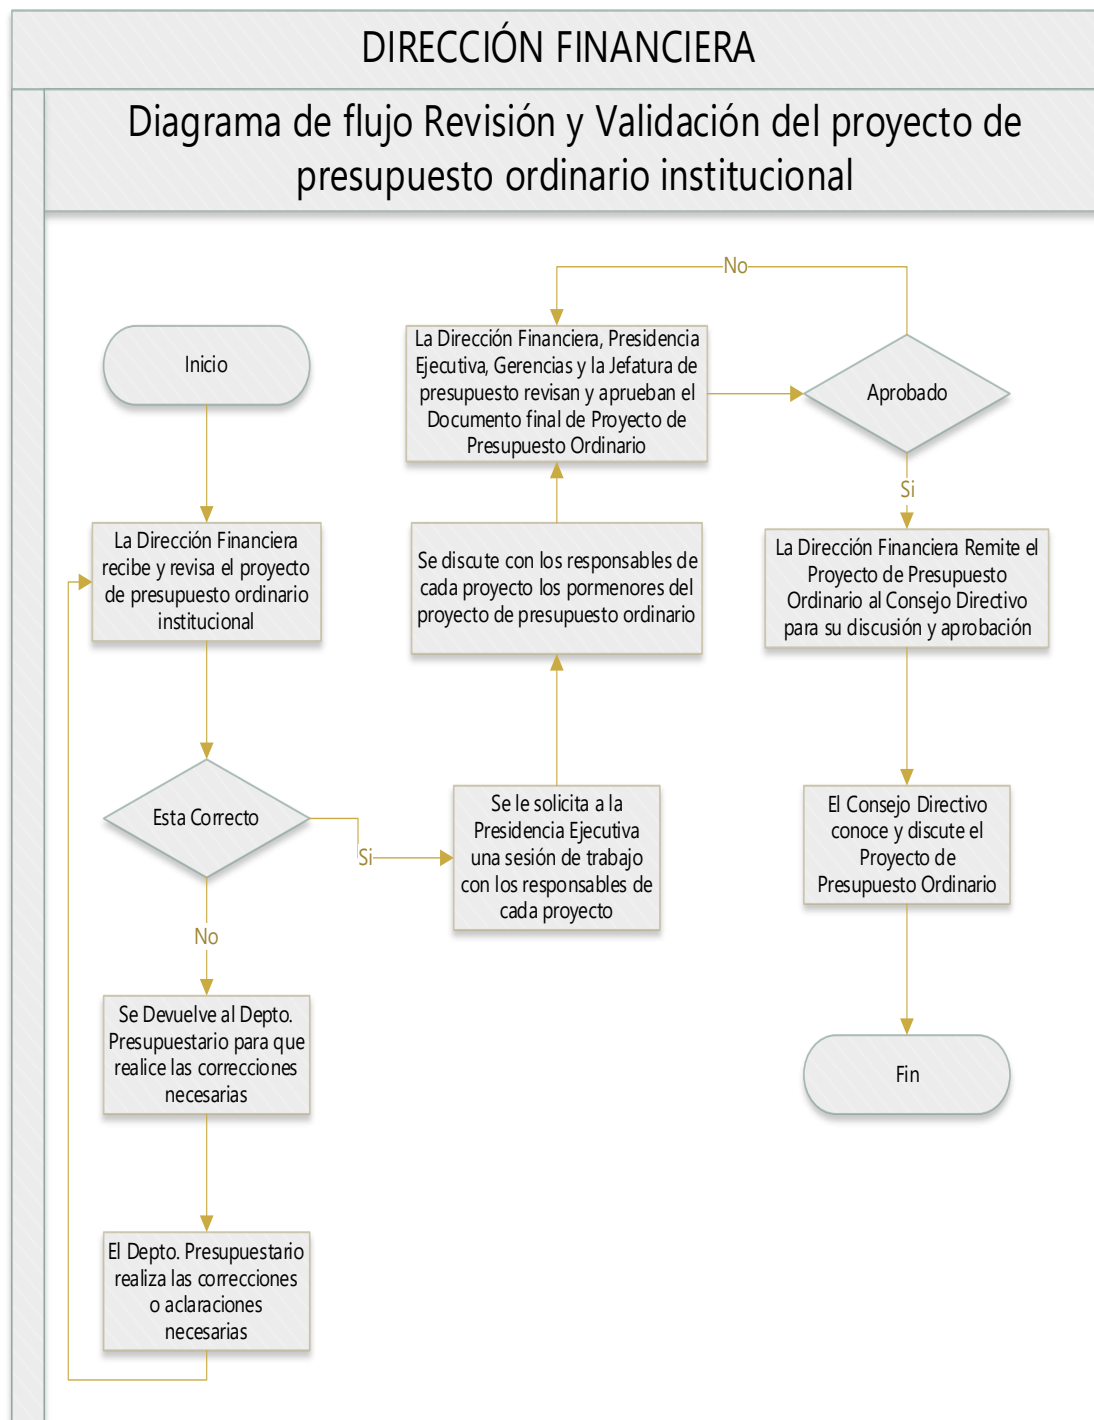 DIRECCIÓN FINANCIERA
Diagrama de flujo Revisión y Validación del proyecto de
presupuesto ordinario institucional
Inicio
La Dirección Financiera
recibe y revisa el proyecto
de presupuesto ordinario
institucional
Esta Correcto
No
Se Devuelve al Depto.
Presupuestario para que
realice las correcciones
necesarias
El Depto. Presupuestario
realiza las correcciones
o aclaraciones
necesarias
Si
Se le solicita a la
Presidencia Ejecutiva
una sesión de trabajo
con los responsables de
cada proyecto
Se discute con los responsables de
cada proyecto los pormenores del
proyecto de presupuesto ordinario
La Dirección Financiera, Presidencia
Ejecutiva, Gerencias y la Jefatura de
presupuesto revisan y aprueban el
Documento final de Proyecto de
Presupuesto Ordinario
No
Aprobado
Si
La Dirección Financiera Remite el
Proyecto de Presupuesto
Ordinario al Consejo Directivo
para su discusión y aprobación
El Consejo Directivo
conoce y discute el
Proyecto de
Presupuesto Ordinario
Fin